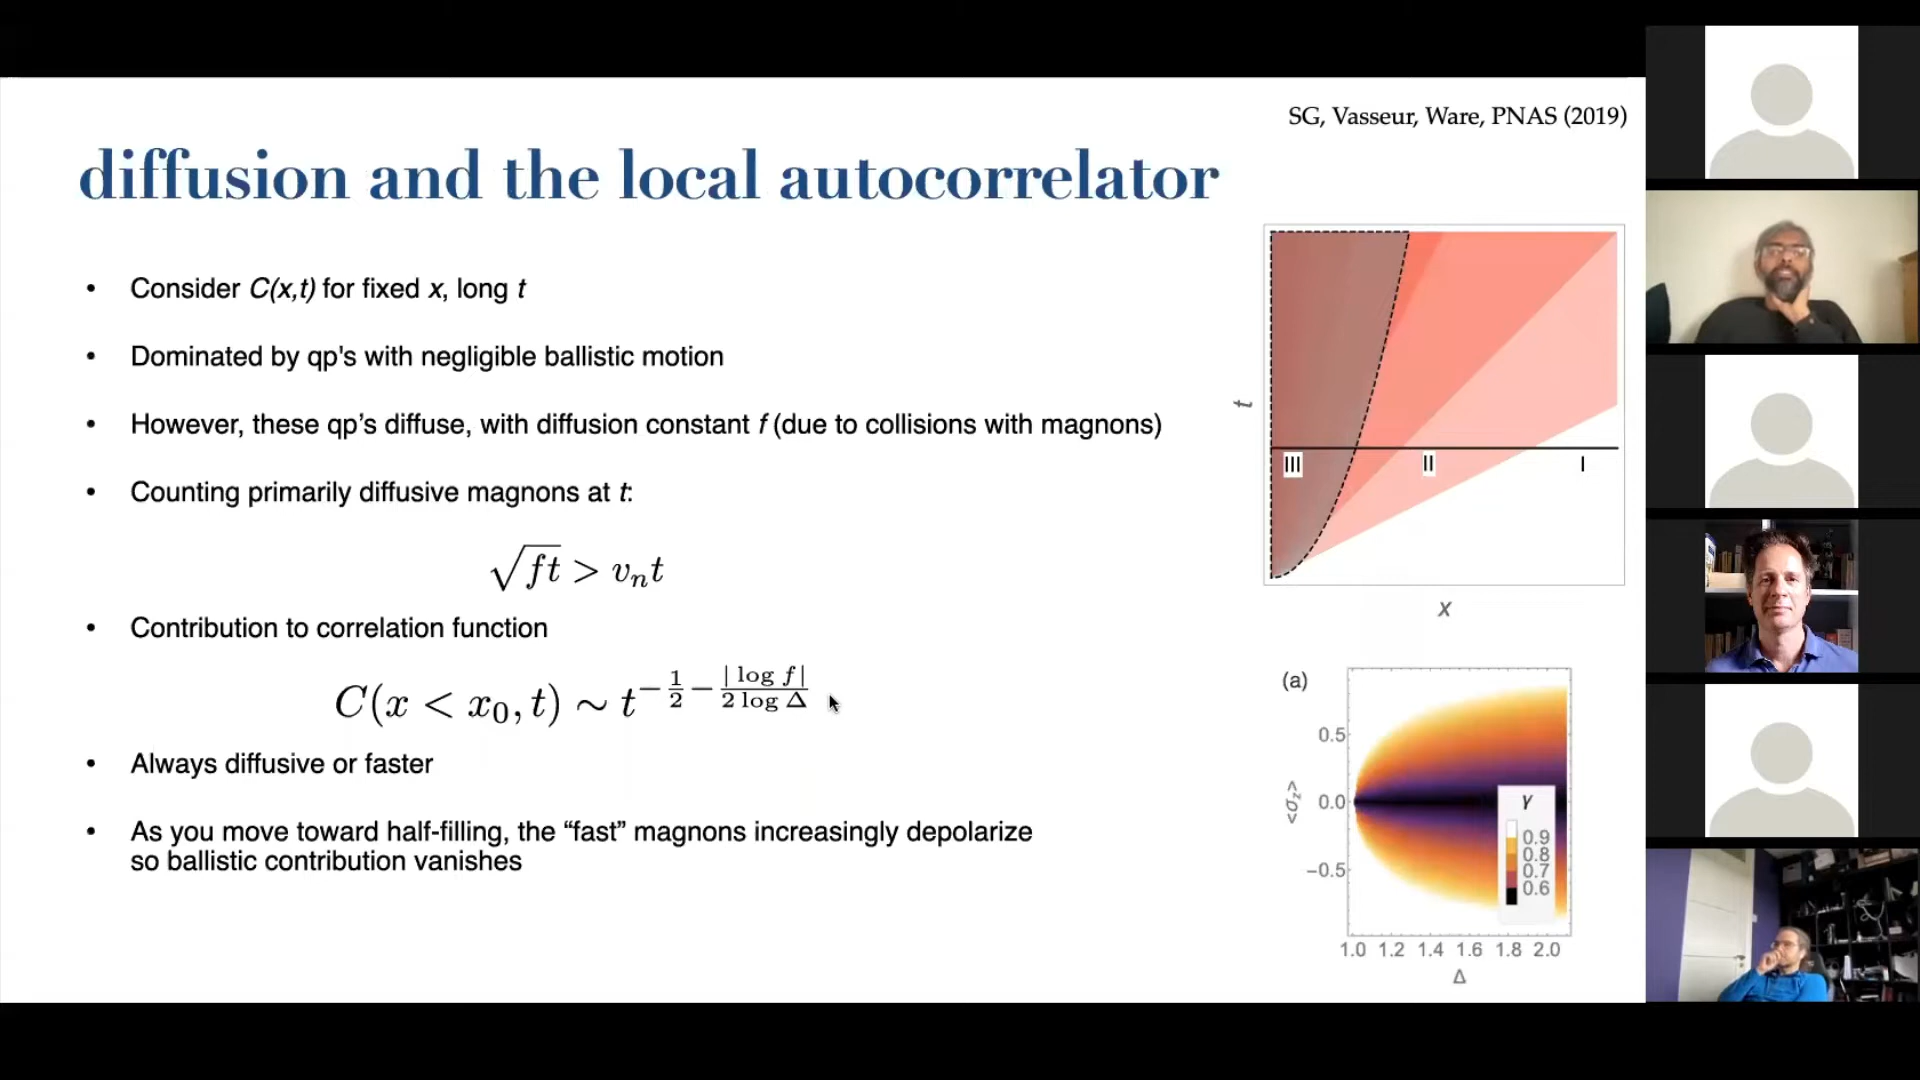 SG, Vasseur, Ware, PNAS (2019)
diffusion and the local autocorrelator
• Consider C(x,t) for fixed x, long t
• Dominated by qp's with negligible ballistic motion
• However, these qp’s diffuse, with diffusion constant f (due to collisions with magnons)
• Counting primarily diffusive magnons at t:
√ft > vₙt
• Contribution to correlation function
C(x < x₀, t) ∼ t^{−1/2 − |log f|/(2 log Δ)}
• Always diffusive or faster
• As you move toward half-filling, the “fast” magnons increasingly depolarize
so ballistic contribution vanishes
t
III II I
x
(a)
0.5
0.0
−0.5
<σz>
γ
0.9
0.8
0.7
0.6
1.0 1.2 1.4 1.6 1.8 2.0
Δ